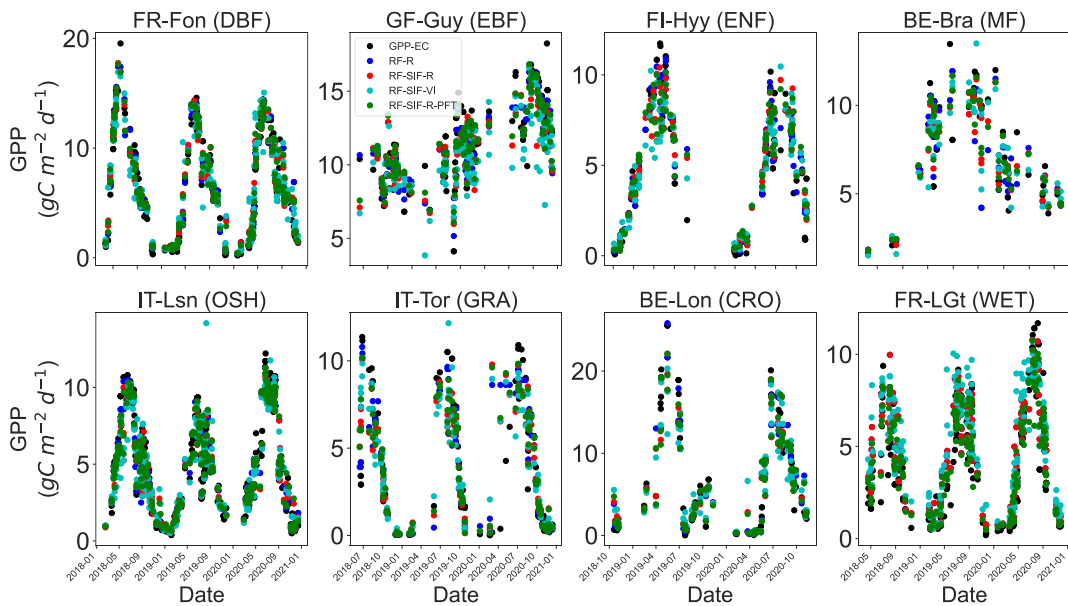 FR-Fon (DBF)
GF-Guy (EBF)
FI-Hyy (ENF)
BE-Bra (MF)
GPP
(gC m⁻² d⁻¹)
20
10
0
15
10
5
GPP-EC
RF-R
RF-SIF-R
RF-SIF-VI
RF-SIF-R-PFT
10
5
0
10
5
IT-Lsn (OSH)
IT-Tor (GRA)
BE-Lon (CRO)
FR-LGt (WET)
GPP
(gC m⁻² d⁻¹)
10
5
0
10
5
0
20
10
0
10
5
0
2018-01
2018-05
2018-09
2019-01
2019-05
2019-09
2020-01
2020-05
2020-09
2021-01
2018-07
2018-10
2019-01
2019-04
2019-07
2019-10
2020-01
2020-04
2020-07
2020-10
2021-01
2018-10
2019-01
2019-04
2019-07
2019-10
2020-01
2020-04
2020-07
2020-10
2018-05
2018-09
2019-01
2019-05
2019-09
2020-01
2020-05
2020-09
2021-01
Date
Date
Date
Date